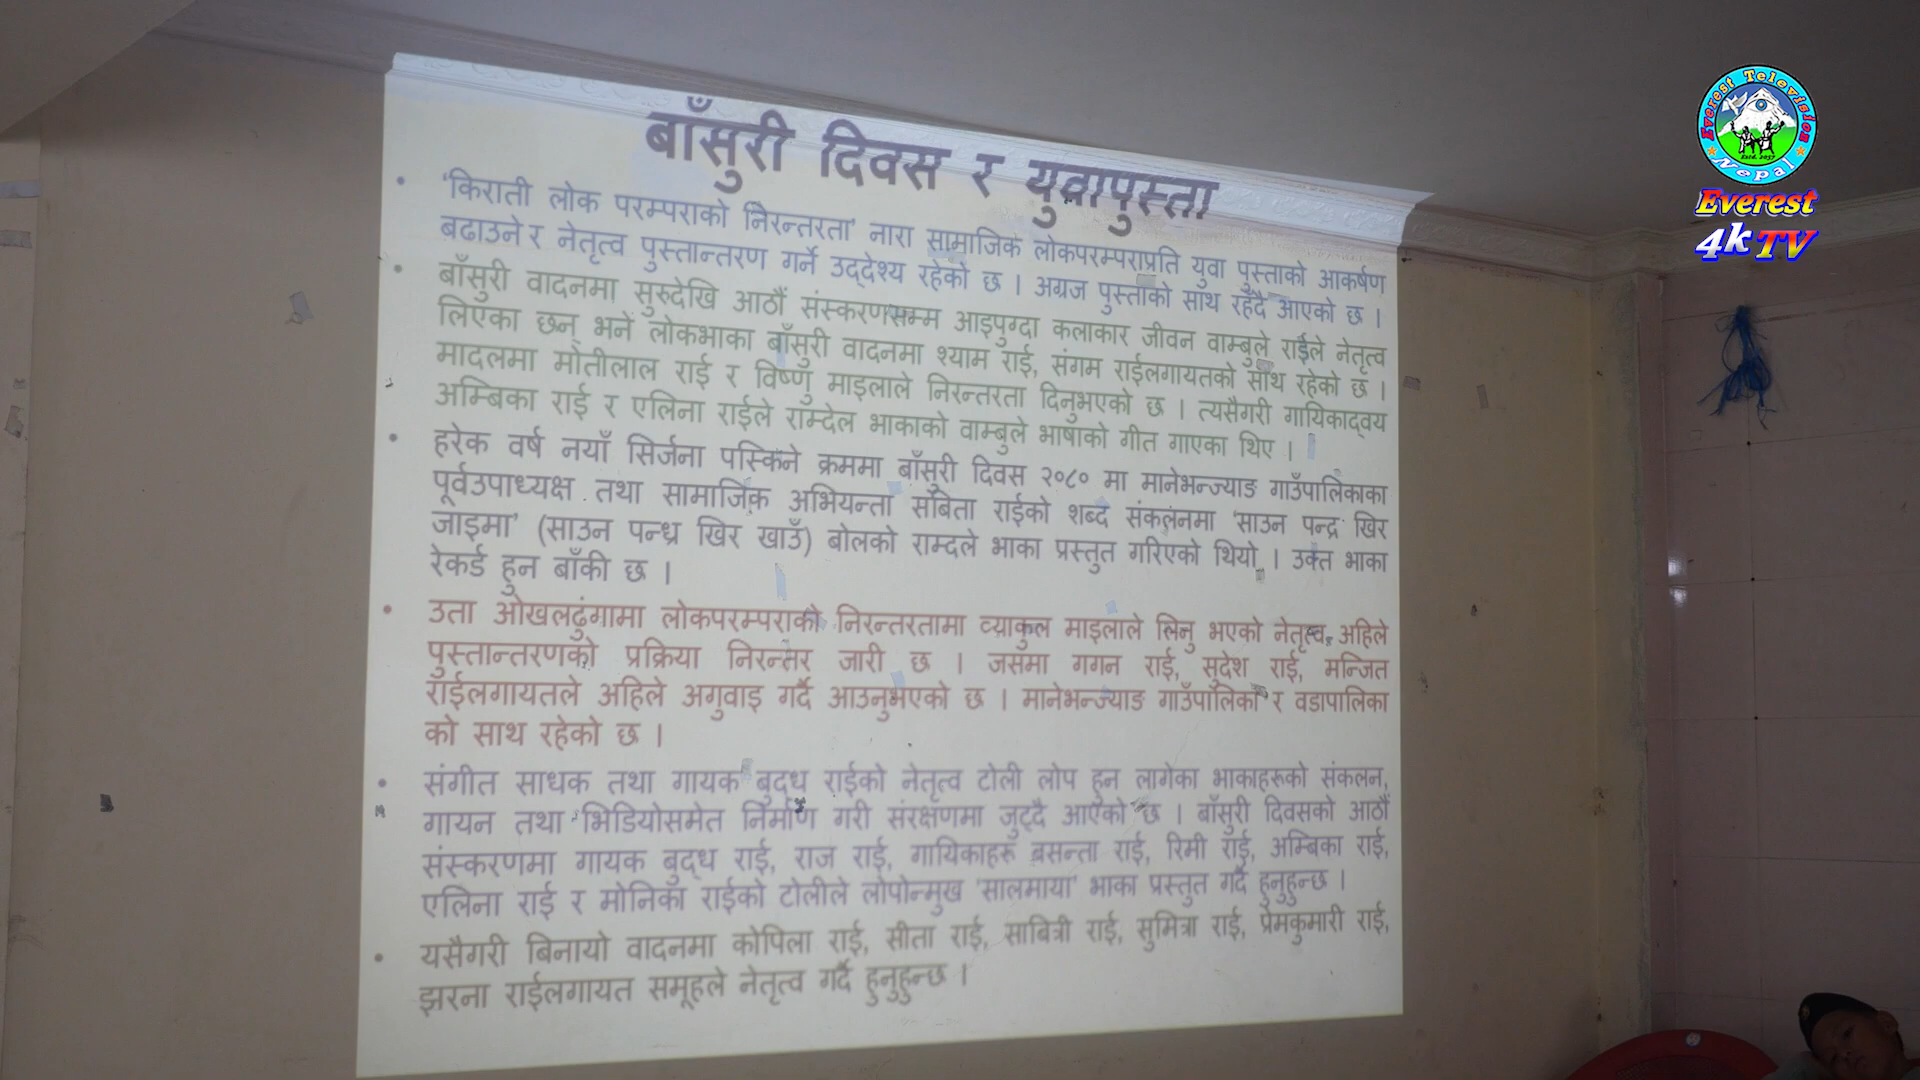 बाँसुरी दिवस र युवापुस्ता
• 'किराती लोक परम्पराको निरन्तरता' नारा सामाजिक लोकपरम्पराप्रति युवा पुस्ताको आकर्षण
बढाउने र नेतृत्व पुस्तान्तरण गर्ने उद्देश्य रहेको छ । अग्रज पुस्ताको साथ रहँदै आएको छ ।
• बाँसुरी वादनमा सुरुदेखि आठौं संस्करणसम्म आइपुग्दा कलाकार जीवन वाम्बुले राईले नेतृत्व
लिएका छन् भने लोकभाका बाँसुरी वादनमा श्याम राई, संगम राईलगायतको साथ रहेको छ ।
मादलमा मोतीलाल राई र विष्णु माइलाले निरन्तरता दिनुभएको छ । त्यसैगरी गायिकाद्वय
अम्बिका राई र एलिना राईले राम्देल भाकाको वाम्बुले भाषाको गीत गाएका थिए ।
• हरेक वर्ष नयाँ सिर्जना पस्किने क्रममा बाँसुरी दिवस २०८० मा मानेभन्ज्याङ गाउँपालिकाका
पूर्वउपाध्यक्ष तथा सामाजिक अभियन्ता सबिता राईको शब्द संकलनमा 'साउन पन्द्र खिर
जाइमा' (साउन पन्ध्र खिर खाउँ) बोलको राम्दले भाका प्रस्तुत गरिएको थियो । उक्त भाका
रेकर्ड हुन बाँकी छ ।
• उता ओखलढुंगामा लोकपरम्पराको निरन्तरतामा व्याकुल माइलाले लिनु भएको नेतृत्व, अहिले
पुस्तान्तरणको प्रक्रिया निरन्तर जारी छ । जसमा गगन राई, सुदेश राई, मन्जित
राईलगायतले अहिले अगुवाइ गर्दै आउनुभएको छ । मानेभन्ज्याङ गाउँपालिका र वडापालिका
को साथ रहेको छ ।
• संगीत साधक तथा गायक बुद्ध राईको नेतृत्व टोली लोप हुन लागेका भाकाहरूको संकलन,
गायन तथा भिडियोसमेत निर्माण गरी संरक्षणमा जुट्दै आएको छ । बाँसुरी दिवसको आठौं
संस्करणमा गायक बुद्ध राई, राज राई, गायिकाहरू बसन्ता राई, रिमी राई, अम्बिका राई,
एलिना राई र मोनिका राईको टोलीले लोपोन्मुख 'सालमाया' भाका प्रस्तुत गर्दै हुनुहुन्छ ।
• यसैगरी बिनायो वादनमा कोपिला राई, सीता राई, साबित्री राई, सुमित्रा राई, प्रेमकुमारी राई,
झरना राईलगायत समूहले नेतृत्व गर्दै हुनुहुन्छ ।
Everest Television
Estd. 2057
Nepal
Everest
4k TV